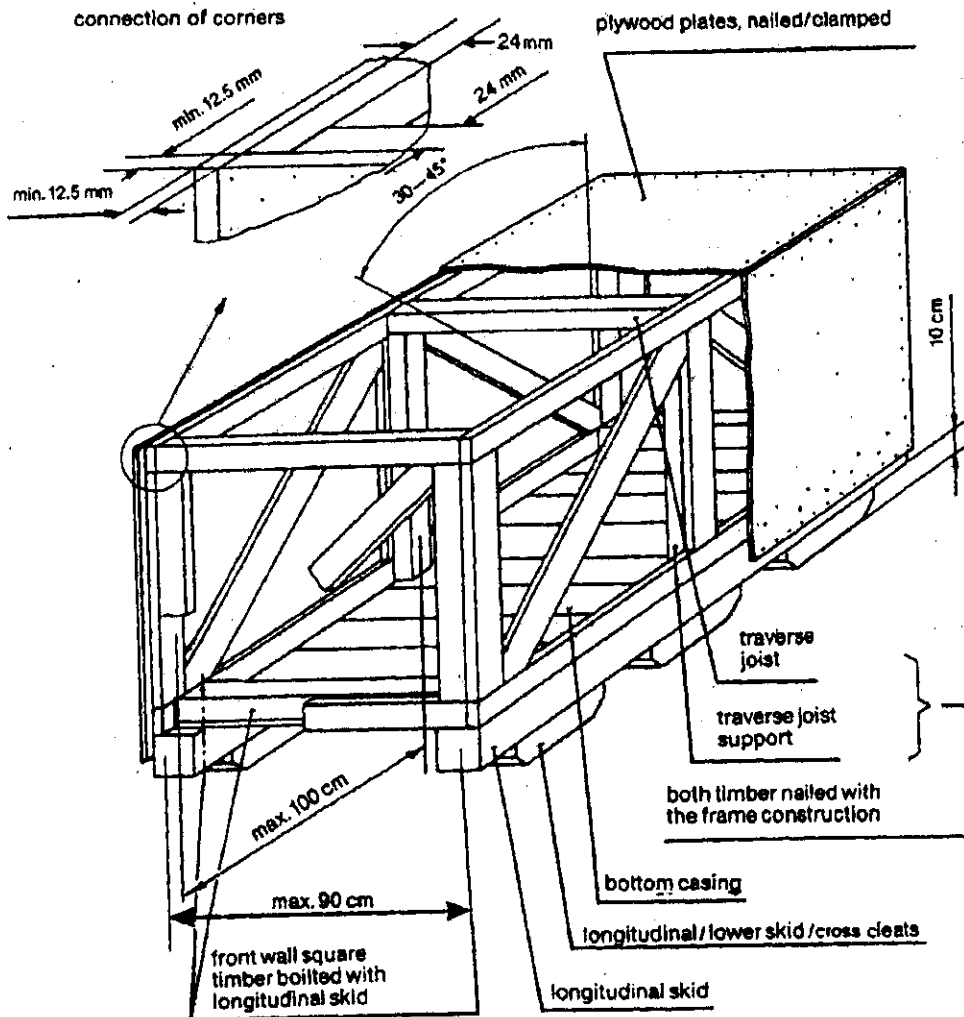 connection of corners
plywood plates, nailed/clamped
24 mm
24 mm
min. 12.5 mm
min. 12.5 mm
30—45°
10 cm
traverse
joist
traverse joist
support
both timber nailed with
the frame construction
max. 100 cm
max. 90 cm
bottom casing
longitudinal/lower skid/cross cleats
front wall square
timber boilted with
longitudinal skid
longitudinal skid